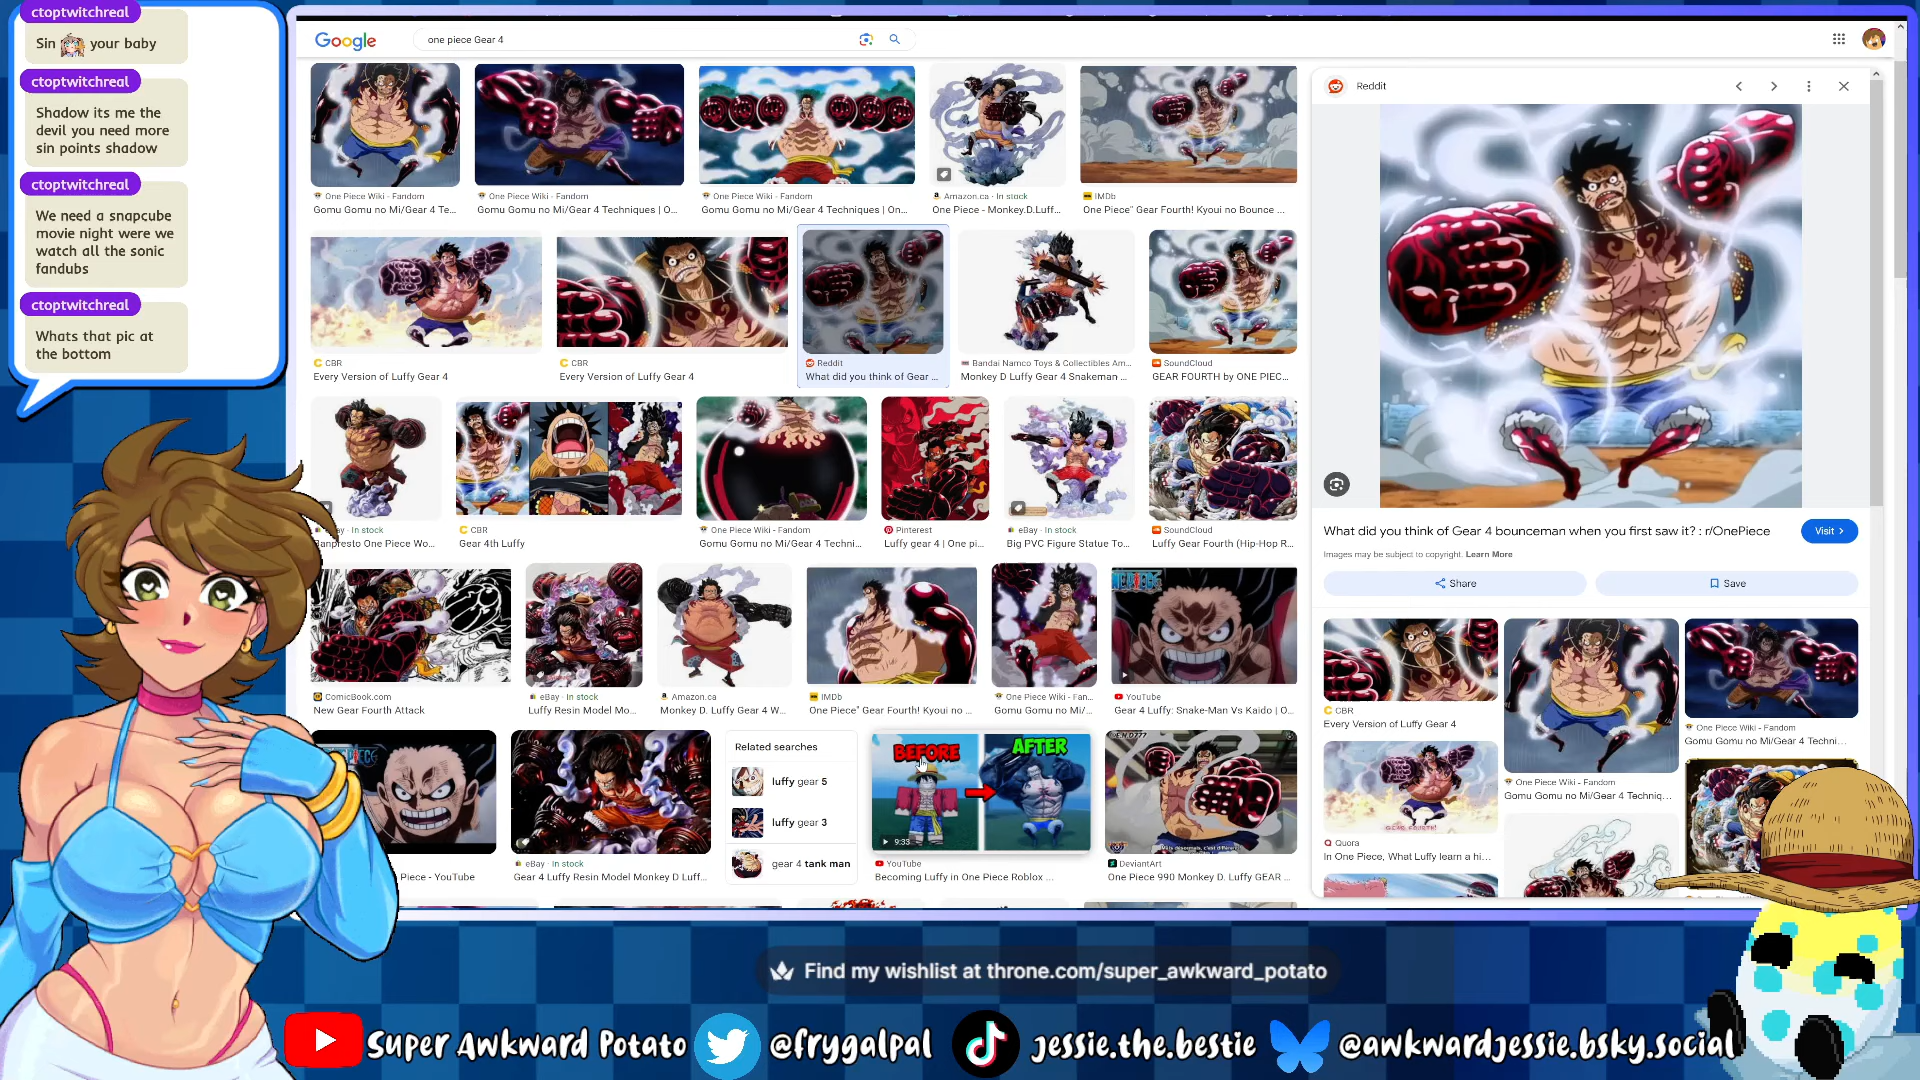 ctoptwitchreal
Sin your baby
ctoptwitchreal
Shadow its me the
devil you need more
sin points shadow
ctoptwitchreal
We need a snapcube
movie night were we
watch all the sonic
fandubs
ctoptwitchreal
Whats that pic at
the bottom
Google
one piece Gear 4
One Piece Wiki - Fandom
Gomu Gomu no Mi/Gear 4 Te...
One Piece Wiki - Fandom
Gomu Gomu no Mi/Gear 4 Techniques | O...
One Piece Wiki - Fandom
Gomu Gomu no Mi/Gear 4 Techniques | On...
Amazon.ca · In stock
One Piece - Monkey.D.Luff...
IMDb
One Piece" Gear Fourth! Kyoui no Bounce ...
CBR
Every Version of Luffy Gear 4
CBR
Every Version of Luffy Gear 4
Reddit
What did you think of Gear ...
Bandai Namco Toys & Collectibles Am...
Monkey D Luffy Gear 4 Snakeman ...
SoundCloud
GEAR FOURTH by ONE PIEC...
eBay · In stock
Banpresto One Piece Wo...
CBR
Gear 4th Luffy
One Piece Wiki - Fandom
Gomu Gomu no Mi/Gear 4 Techni...
Pinterest
Luffy gear 4 | One pi...
eBay · In stock
Big PVC Figure Statue To...
SoundCloud
Luffy Gear Fourth (Hip-Hop R...
ComicBook.com
New Gear Fourth Attack
eBay · In stock
Luffy Resin Model Mo...
Amazon.ca
Monkey D. Luffy Gear 4 W...
IMDb
One Piece" Gear Fourth! Kyoui no ...
One Piece Wiki - Fan...
Gomu Gomu no Mi/...
YouTube
Gear 4 Luffy: Snake-Man Vs Kaido | O...
Piece - YouTube
eBay · In stock
Gear 4 Luffy Resin Model Monkey D Luff...
Related searches
luffy gear 5
luffy gear 3
gear 4 tank man
BEFORE
AFTER
9:33
YouTube
Becoming Luffy in One Piece Roblox ...
DeviantArt
One Piece 990 Monkey D. Luffy GEAR ...
Reddit
What did you think of Gear 4 bounceman when you first saw it? : r/OnePiece
Visit
Images may be subject to copyright. Learn More
Share
Save
CBR
Every Version of Luffy Gear 4
One Piece Wiki - Fandom
Gomu Gomu no Mi/Gear 4 Techni...
One Piece Wiki - Fandom
Gomu Gomu no Mi/Gear 4 Techniq...
GEAR FOURTH!
Quora
In One Piece, What Luffy learn a hi...
Find my wishlist at throne.com/super_awkward_potato
Super Awkward Potato
@frygalpal
jessie.the.bestie
@awkwardjessie.bsky.social